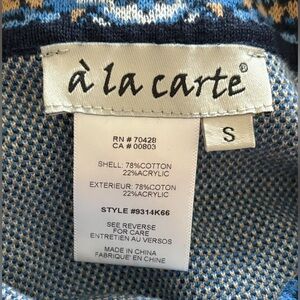 à la carte®
S
RN # 70428
CA # 00803
SHELL: 78%COTTON
22%ACRYLIC
EXTERIEUR: 78%COTON
22%ACRYLIC
STYLE #9314K66
SEE REVERSE
FOR CARE
ENTRETIEN AU VERSOS
MADE IN CHINA
FABRIQUE' EN CHINE